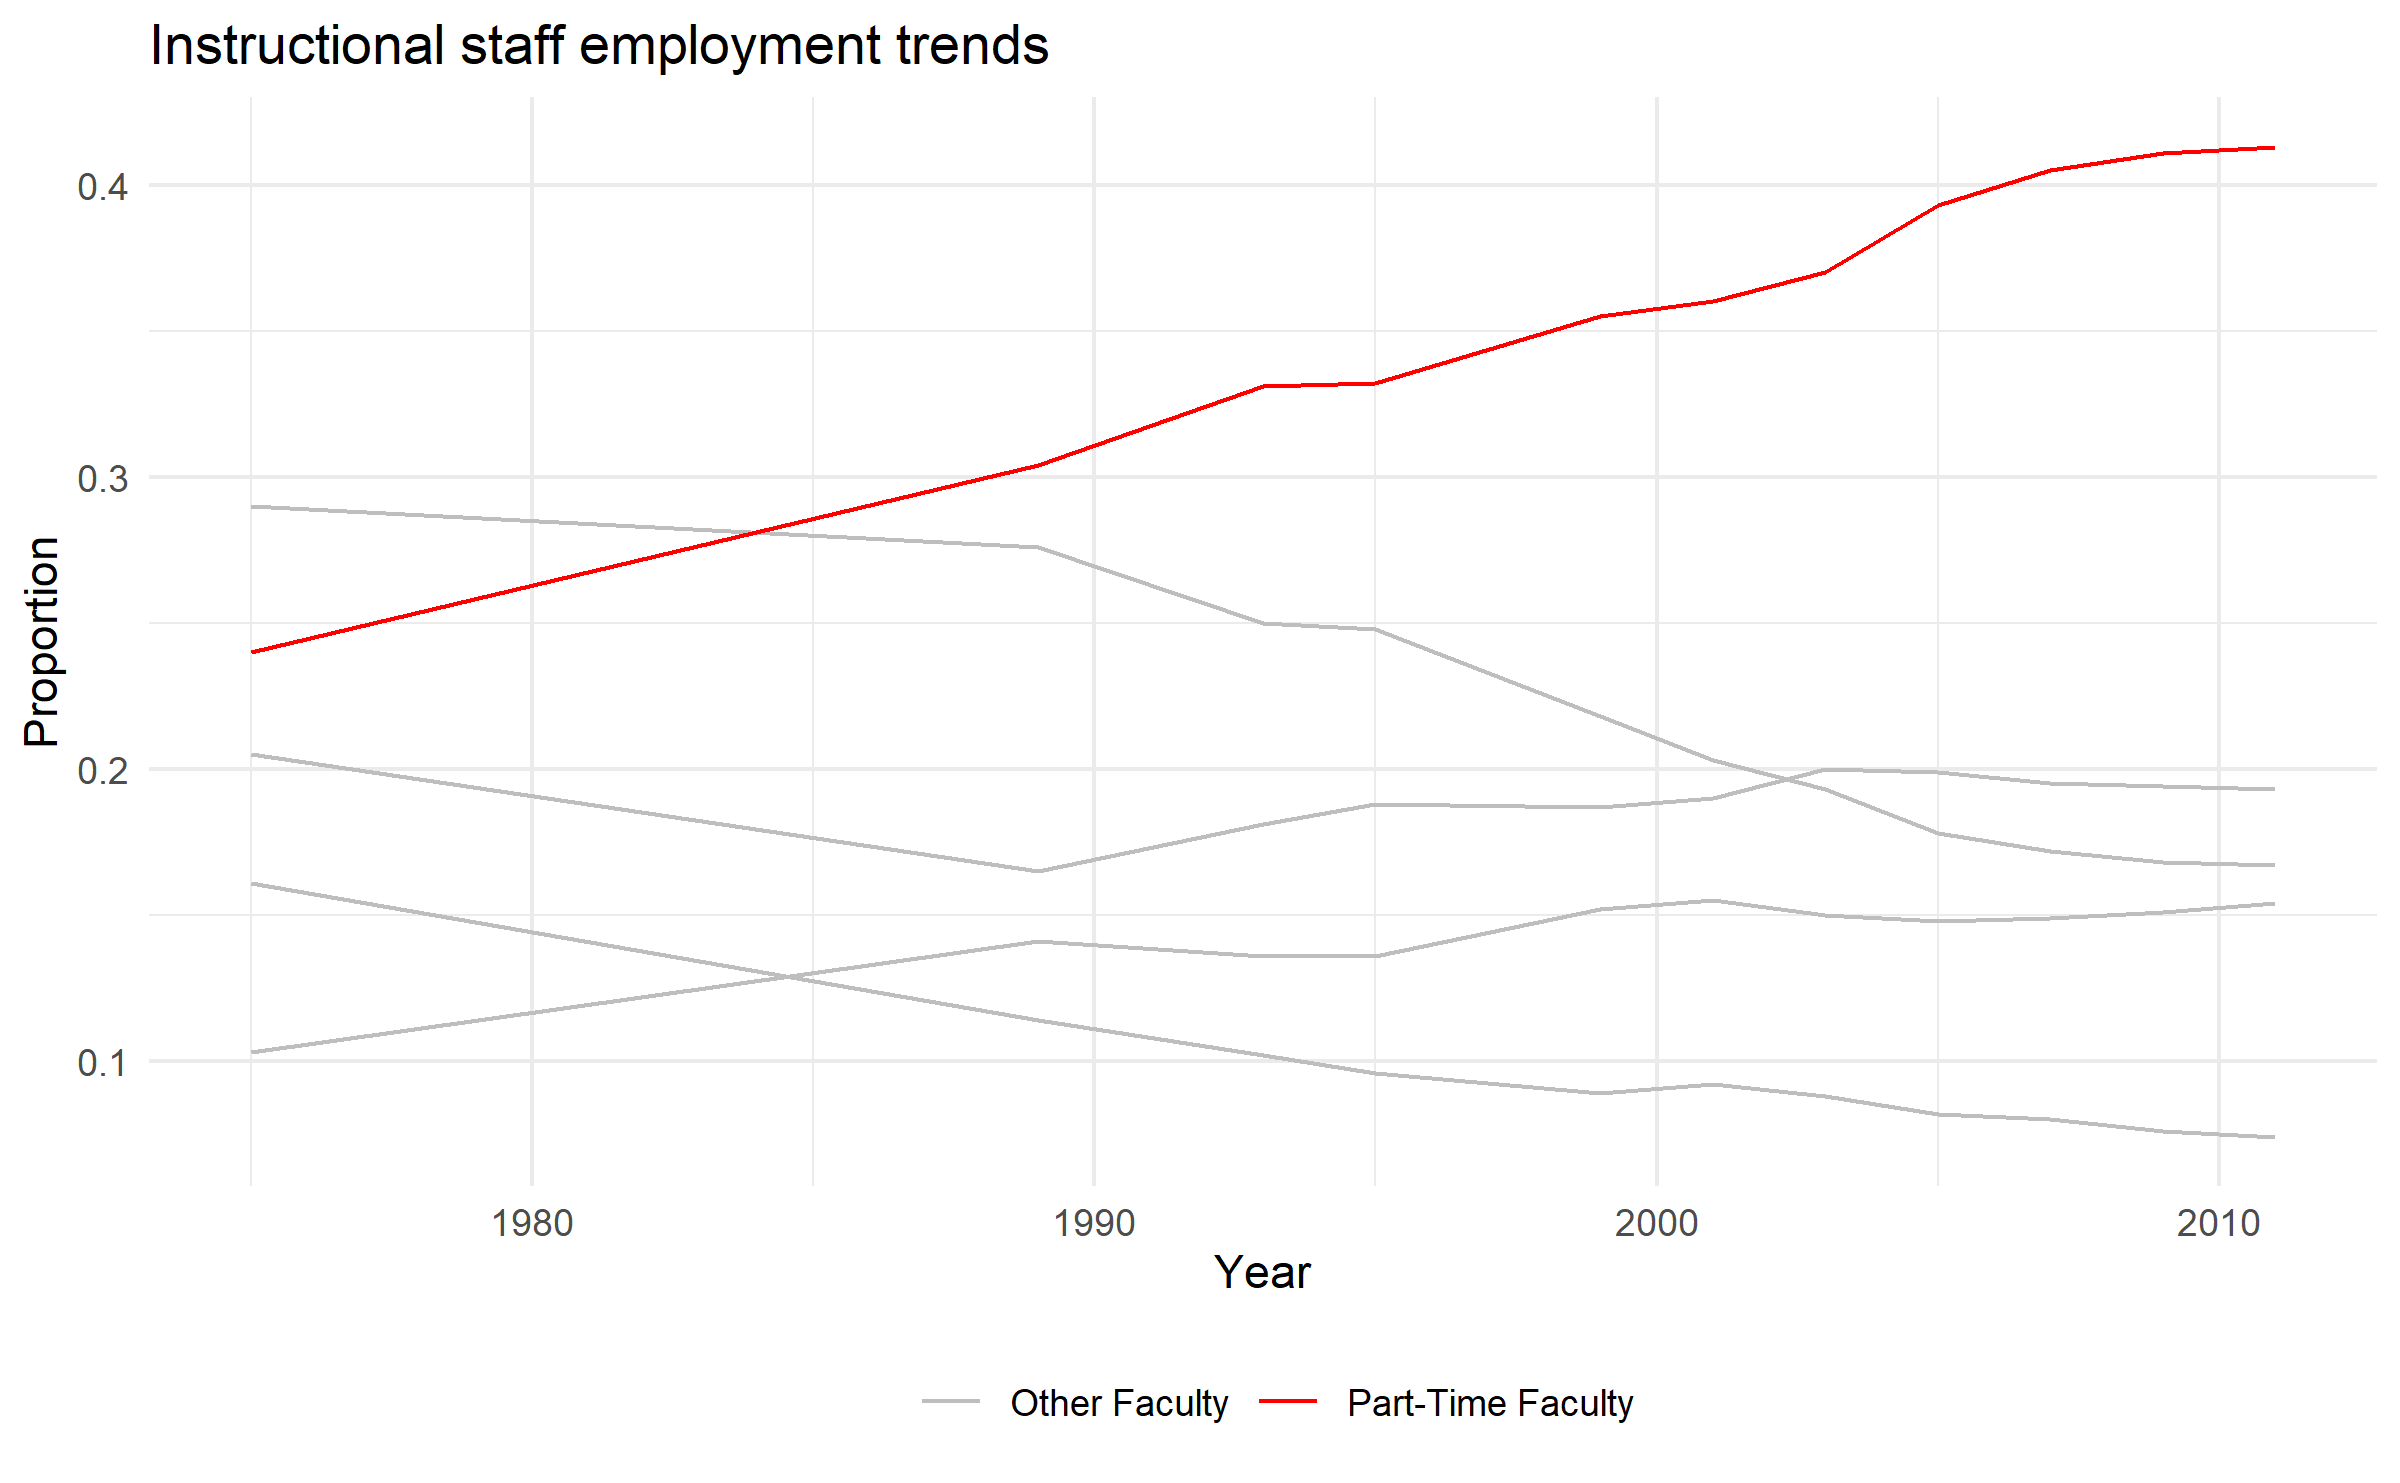 Instructional staff employment trends
0.4
0.3
0.2
0.1
Proportion
1980 1990 2000 2010
Year
Other Faculty Part-Time Faculty